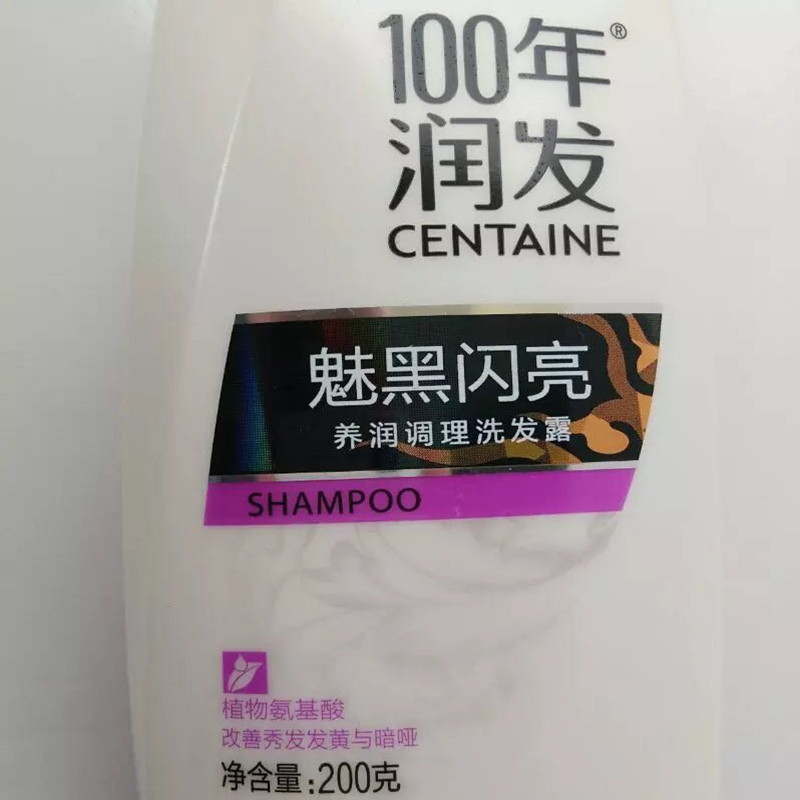 100年®
润发
CENTAINE
魅黑闪亮
养润调理洗发露
SHAMPOO
植物氨基酸
改善秀发发黄与暗哑
净含量:200克